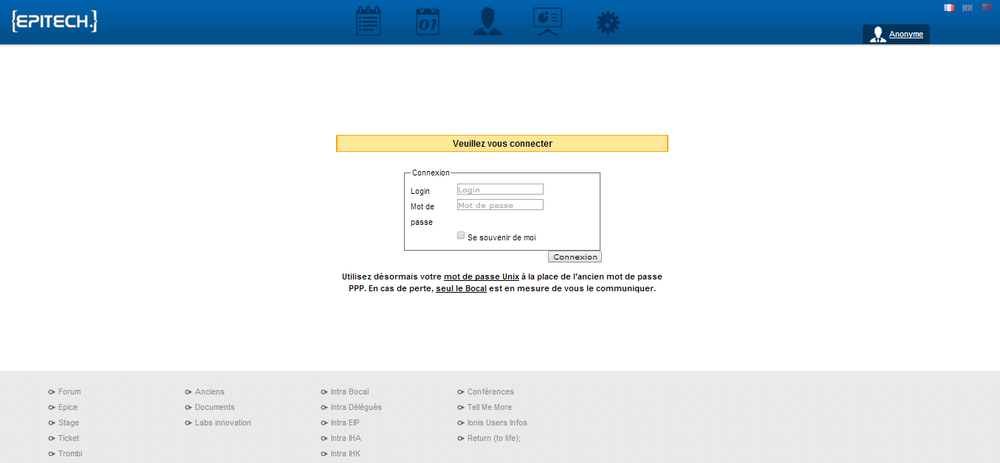 {EPITECH.}
01
Anonyme
Veuillez vous connecter
Connexion
Login Login
Mot de passe Mot de passe
Se souvenir de moi
Connexion
Utilisez désormais votre mot de passe Unix à la place de l'ancien mot de passe
PPP. En cas de perte, seul le Bocal est en mesure de vous le communiquer.
Forum
Epice
Stage
Ticket
Trombi
Anciens
Documents
Labs innovation
Intra Bocal
Intra Délégués
Intra EIP
Intra IHA
Intra IHK
Conférences
Tell Me More
Ionis Users Infos
Return (to life);